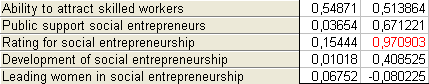 Ability to attract skilled workers 0,54871 0,513864
Public support social entrepreneurs 0,03654 0,671221
Rating for social entrepreneurship 0,15444 0,970903
Development of social entrepreneurship 0,01018 0,408525
Leading women in social entrepreneurship 0,06752 -0,080225